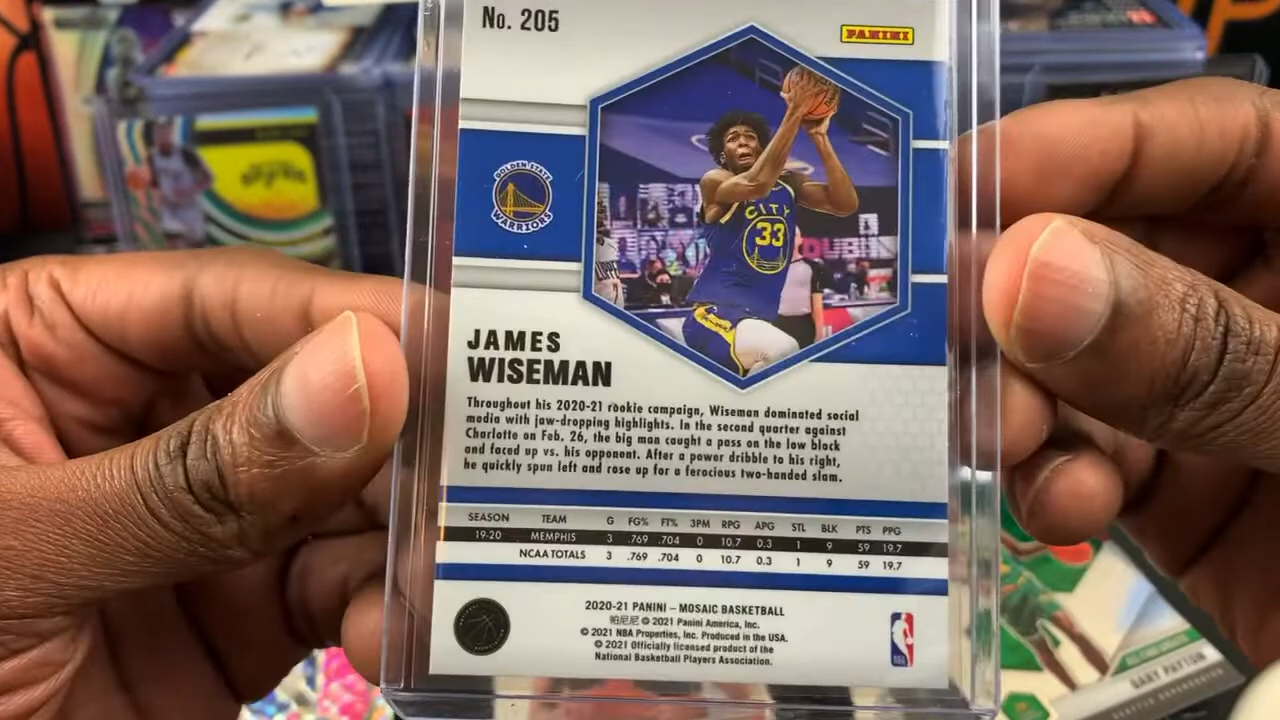 No. 205
PANINI
GOLDEN STATE
WARRIORS
CITY
33
JAMES
WISEMAN
Throughout his 2020-21 rookie campaign, Wiseman dominated social
media with jaw-dropping highlights. In the second quarter against
Charlotte on Feb. 26, the big man caught a pass on the low block
and faced up vs. his opponent. After a power dribble to his right,
he quickly spun left and rose up for a ferocious two-handed slam.
SEASON TEAM G FG% FT% 3PM RPG APG STL BLK PTS PPG
19-20 MEMPHIS 3 .769 .704 0 10.7 0.3 1 9 59 19.7
NCAA TOTALS 3 .769 .704 0 10.7 0.3 1 9 59 19.7
2020-21 PANINI – MOSAIC BASKETBALL
帕尼尼 © 2021 Panini America, Inc.
© 2021 NBA Properties, Inc. Produced in the USA.
© 2021 Officially licensed product of the
National Basketball Players Association.
NBA
GARY PAYTON